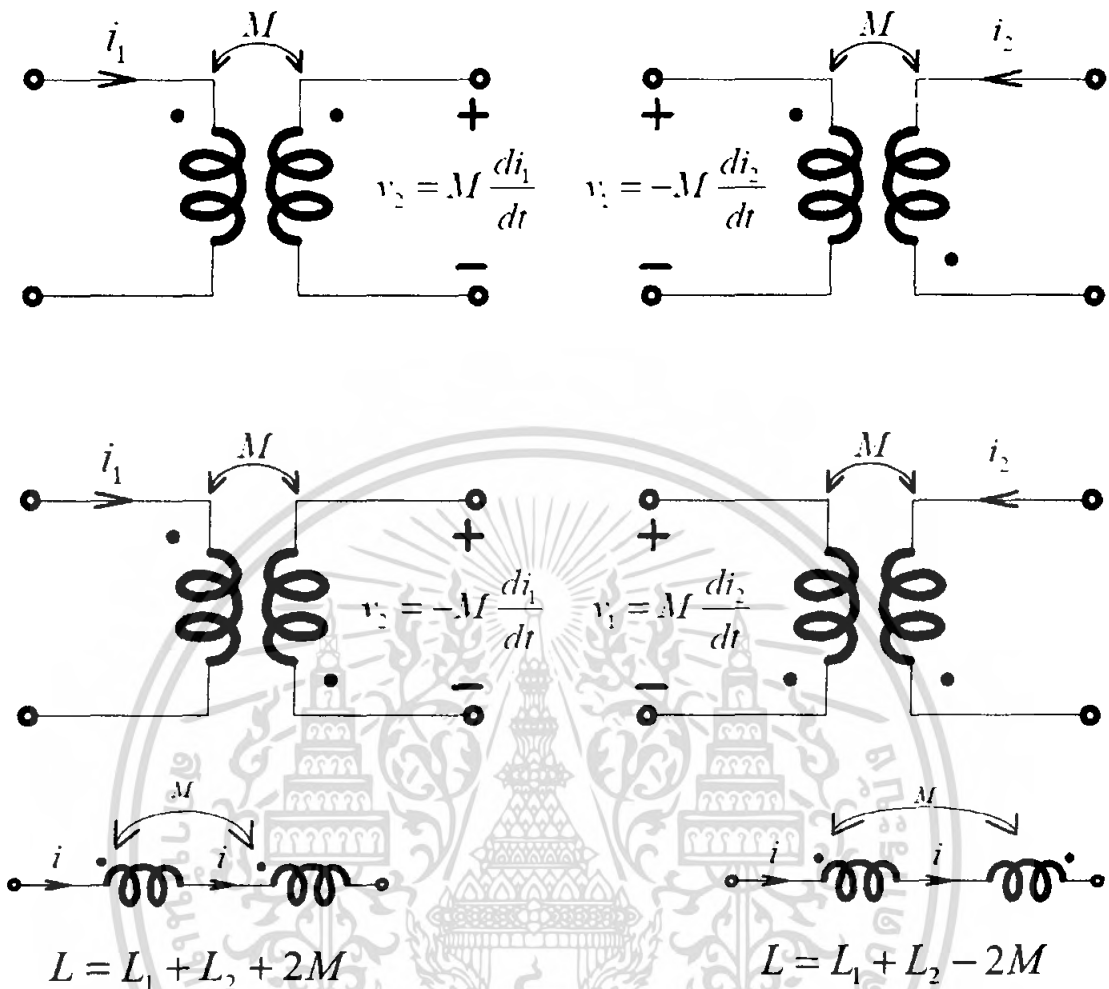 i₁ M M i₂
+ +
v₂ = M di₁/dt v₁ = -M di₂/dt
− −
i₁ M M i₂
+ +
v₂ = -M di₁/dt v₁ = M di₂/dt
− −
M M
i i i i
L = L₁ + L₂ + 2M L = L₁ + L₂ − 2M